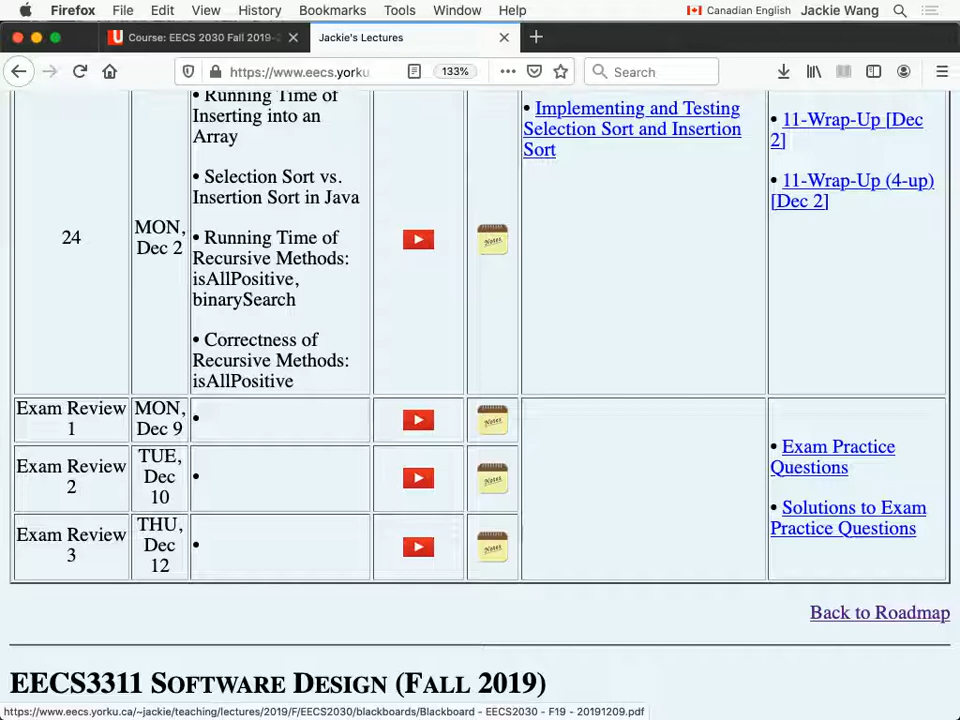 Firefox File Edit View History Bookmarks Tools Window Help Canadian English Jackie Wang
Course: EECS 2030 Fall 2019-2
Jackie's Lectures
https://www.eecs.yorku
133%
Search
• Running Time of
Inserting into an
Array
• Selection Sort vs.
Insertion Sort in Java
24
MON,
Dec 2
• Running Time of
Recursive Methods:
isAllPositive,
binarySearch
• Correctness of
Recursive Methods:
isAllPositive
Notes
• Implementing and Testing
Selection Sort and Insertion
Sort
• 11-Wrap-Up [Dec
2]
• 11-Wrap-Up (4-up)
[Dec 2]
Exam Review
1
MON,
Dec 9
•
Notes
Exam Review
2
TUE,
Dec
10
•
Notes
Exam Review
3
THU,
Dec
12
•
Notes
• Exam Practice
Questions
• Solutions to Exam
Practice Questions
Back to Roadmap
EECS3311 SOFTWARE DESIGN (FALL 2019)
https://www.eecs.yorku.ca/~jackie/teaching/lectures/2019/F/EECS2030/blackboards/Blackboard - EECS2030 - F19 - 20191209.pdf